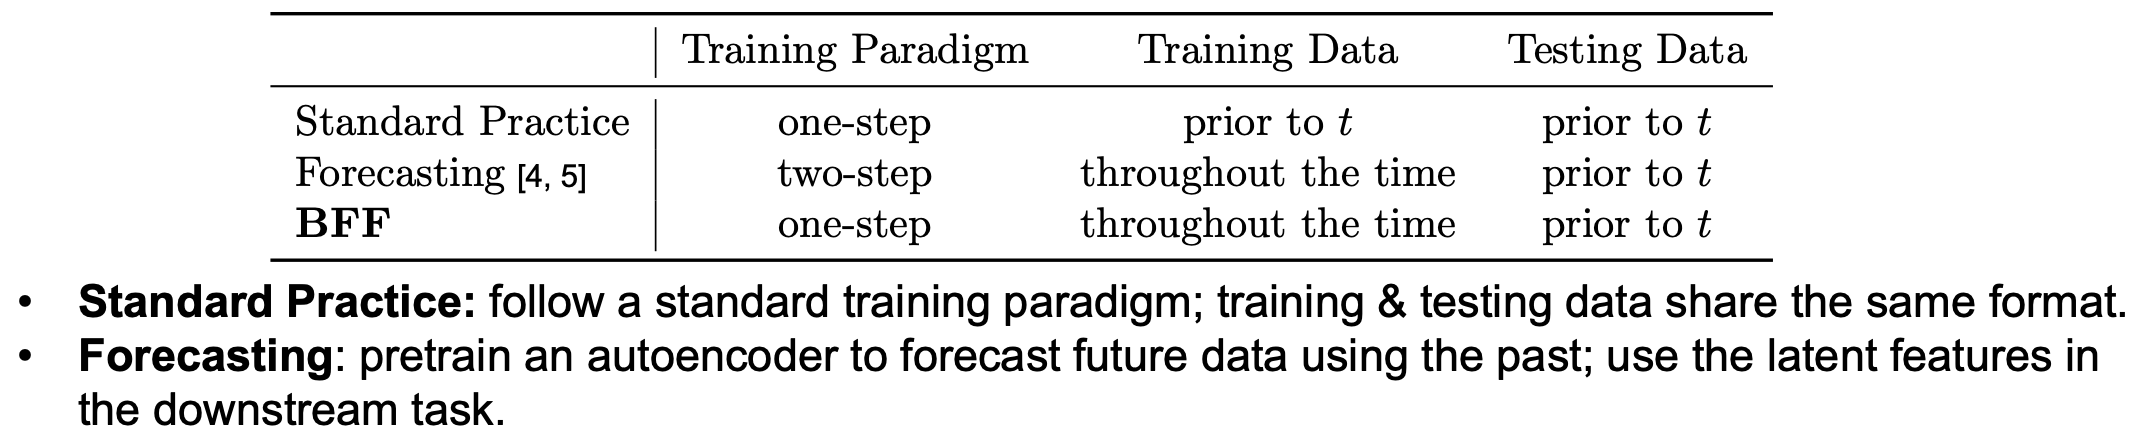 Training Paradigm Training Data Testing Data
Standard Practice one-step prior to t prior to t
Forecasting [4, 5] two-step throughout the time prior to t
BFF one-step throughout the time prior to t
• Standard Practice: follow a standard training paradigm; training & testing data share the same format.
• Forecasting: pretrain an autoencoder to forecast future data using the past; use the latent features in
the downstream task.